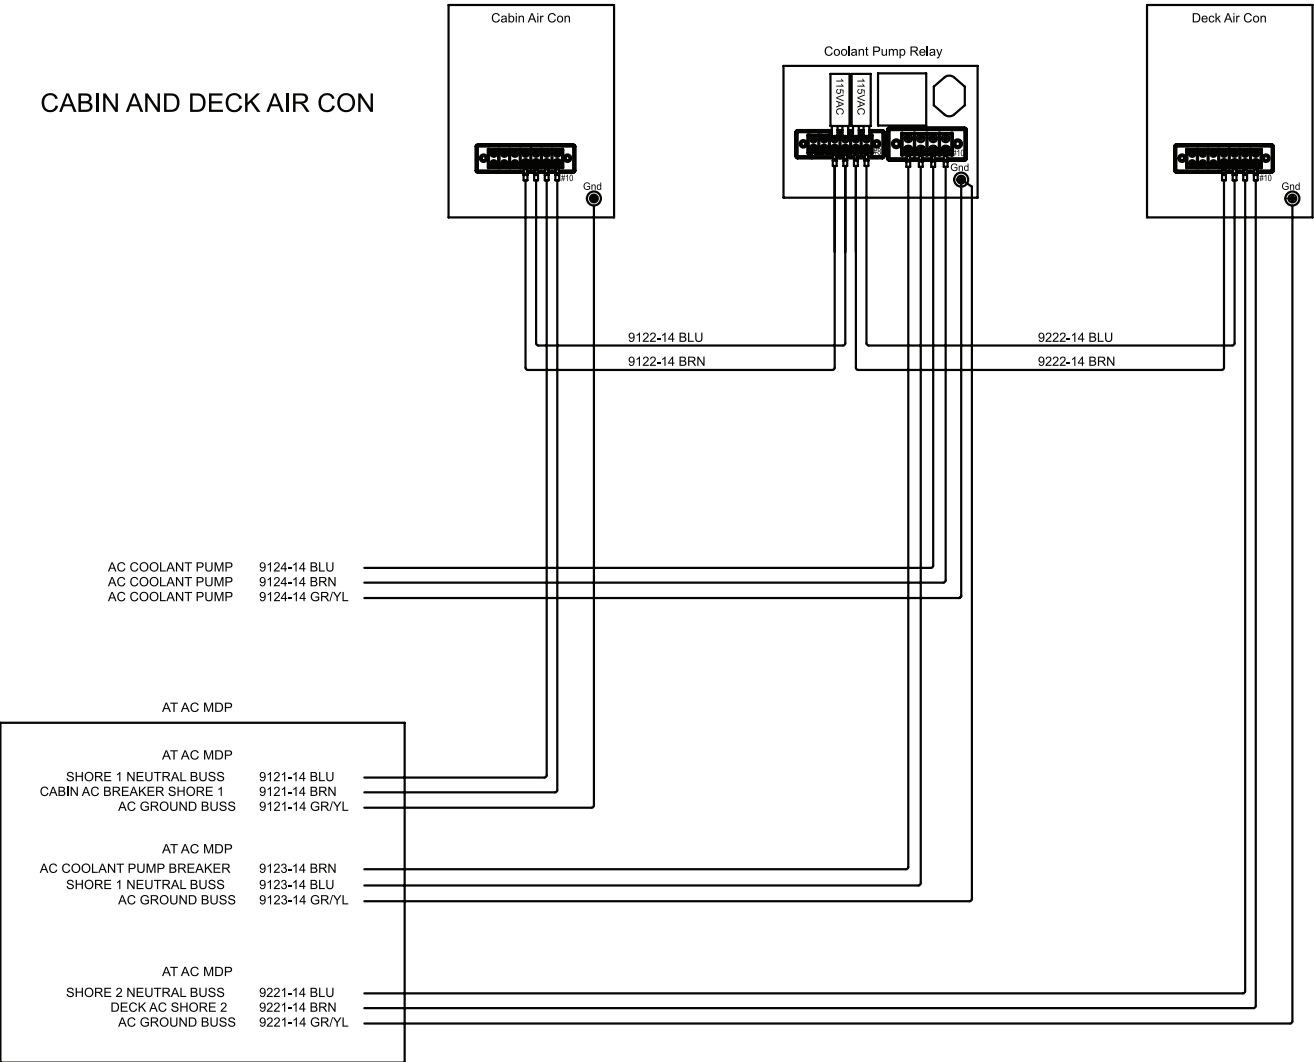 Cabin Air Con
Deck Air Con
Coolant Pump Relay
CABIN AND DECK AIR CON
115VAC
115VAC
#10
Gnd
Gnd
#10
Gnd
9122-14 BLU
9222-14 BLU
9122-14 BRN
9222-14 BRN
AC COOLANT PUMP 9124-14 BLU
AC COOLANT PUMP 9124-14 BRN
AC COOLANT PUMP 9124-14 GR/YL
AT AC MDP
AT AC MDP
SHORE 1 NEUTRAL BUSS 9121-14 BLU
CABIN AC BREAKER SHORE 1 9121-14 BRN
AC GROUND BUSS 9121-14 GR/YL
AT AC MDP
AC COOLANT PUMP BREAKER 9123-14 BRN
SHORE 1 NEUTRAL BUSS 9123-14 BLU
AC GROUND BUSS 9123-14 GR/YL
AT AC MDP
SHORE 2 NEUTRAL BUSS 9221-14 BLU
DECK AC SHORE 2 9221-14 BRN
AC GROUND BUSS 9221-14 GR/YL